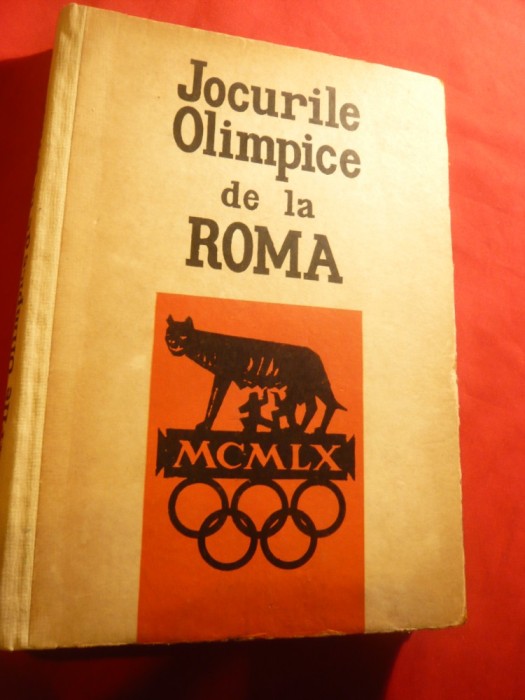 Jocurile
Olimpice
de la
ROMA
MCMLX